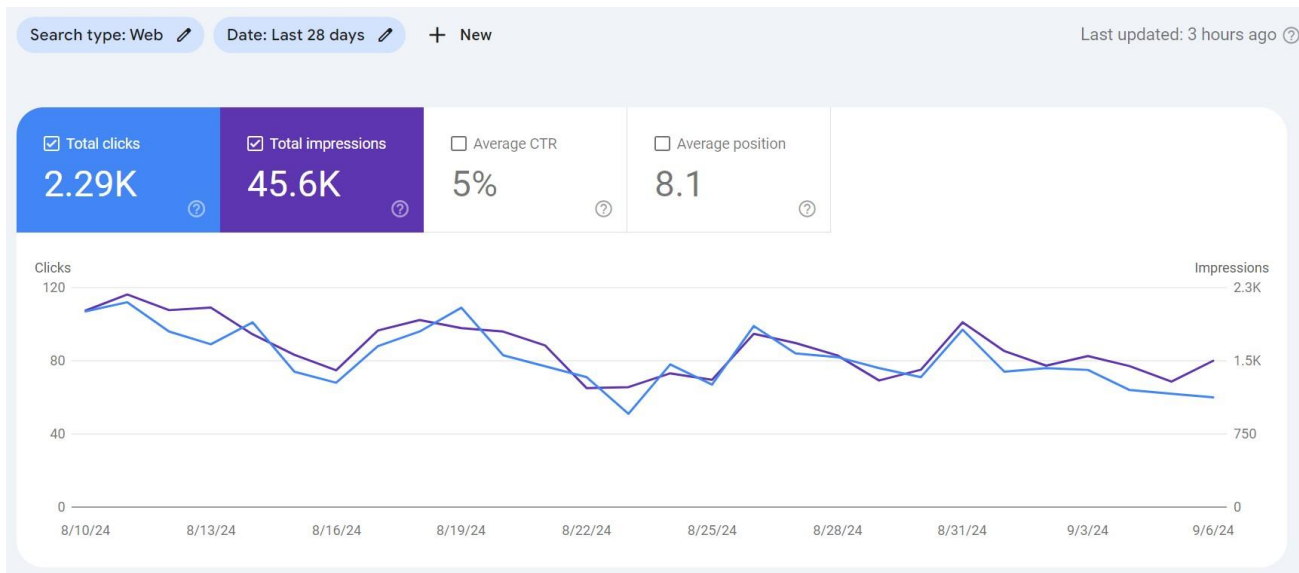 Search type: Web Date: Last 28 days + New Last updated: 3 hours ago
Total clicks Total impressions Average CTR Average position
2.29K 45.6K 5% 8.1
Clicks Impressions
120 2.3K
80 1.5K
40 750
0 0
8/10/24 8/13/24 8/16/24 8/19/24 8/22/24 8/25/24 8/28/24 8/31/24 9/3/24 9/6/24